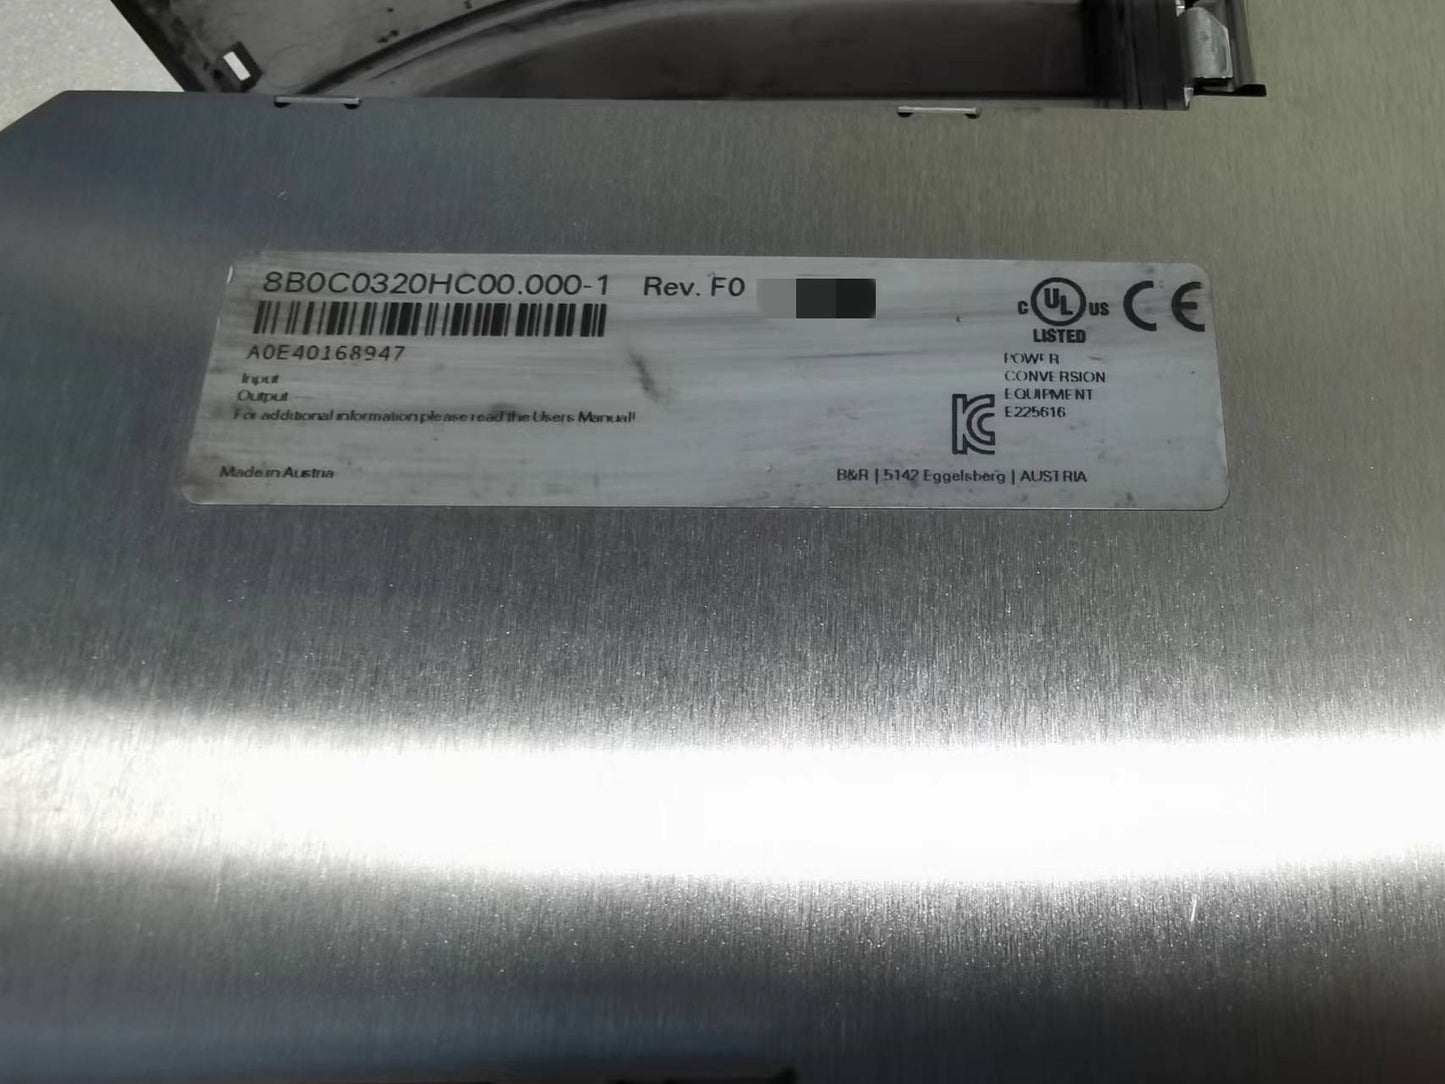 8B0C0320HC00.000-1 Rev. F0
A0E40168947
Input
Output
For additional information please read the Users Manual!
Made in Austria
C UL US CE
LISTED
POWER
CONVERSION
EQUIPMENT
E225616
KC
B&R | 5142 Eggelsberg | AUSTRIA